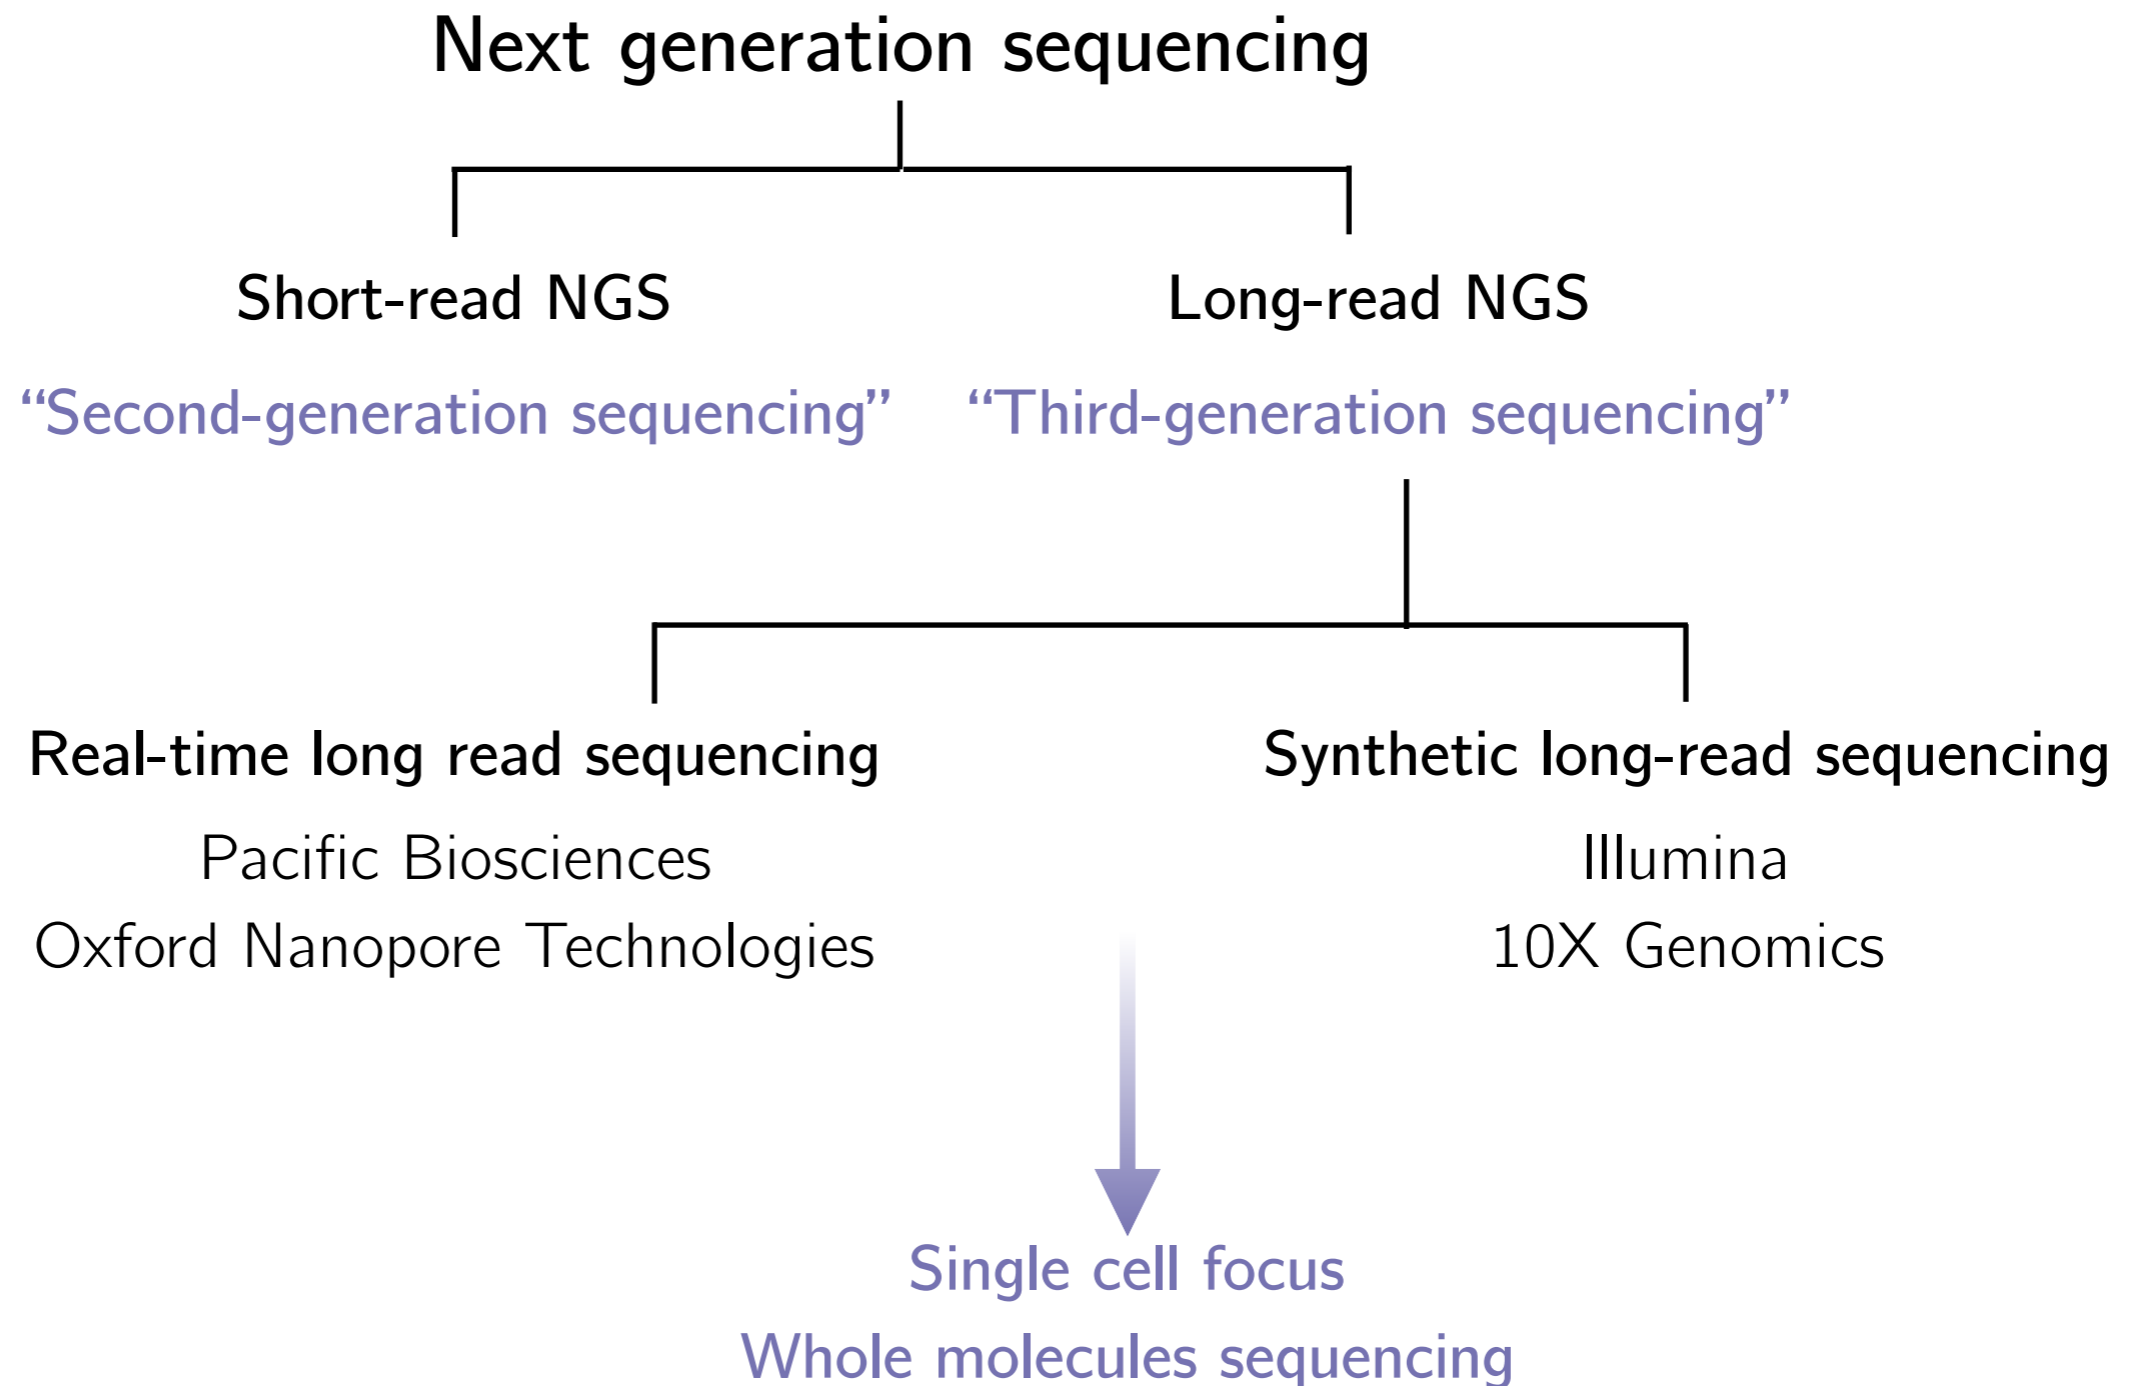 Next generation sequencing
Short-read NGS
Long-read NGS
“Second-generation sequencing”
“Third-generation sequencing”
Real-time long read sequencing
Synthetic long-read sequencing
Pacific Biosciences
Illumina
Oxford Nanopore Technologies
10X Genomics
Single cell focus
Whole molecules sequencing